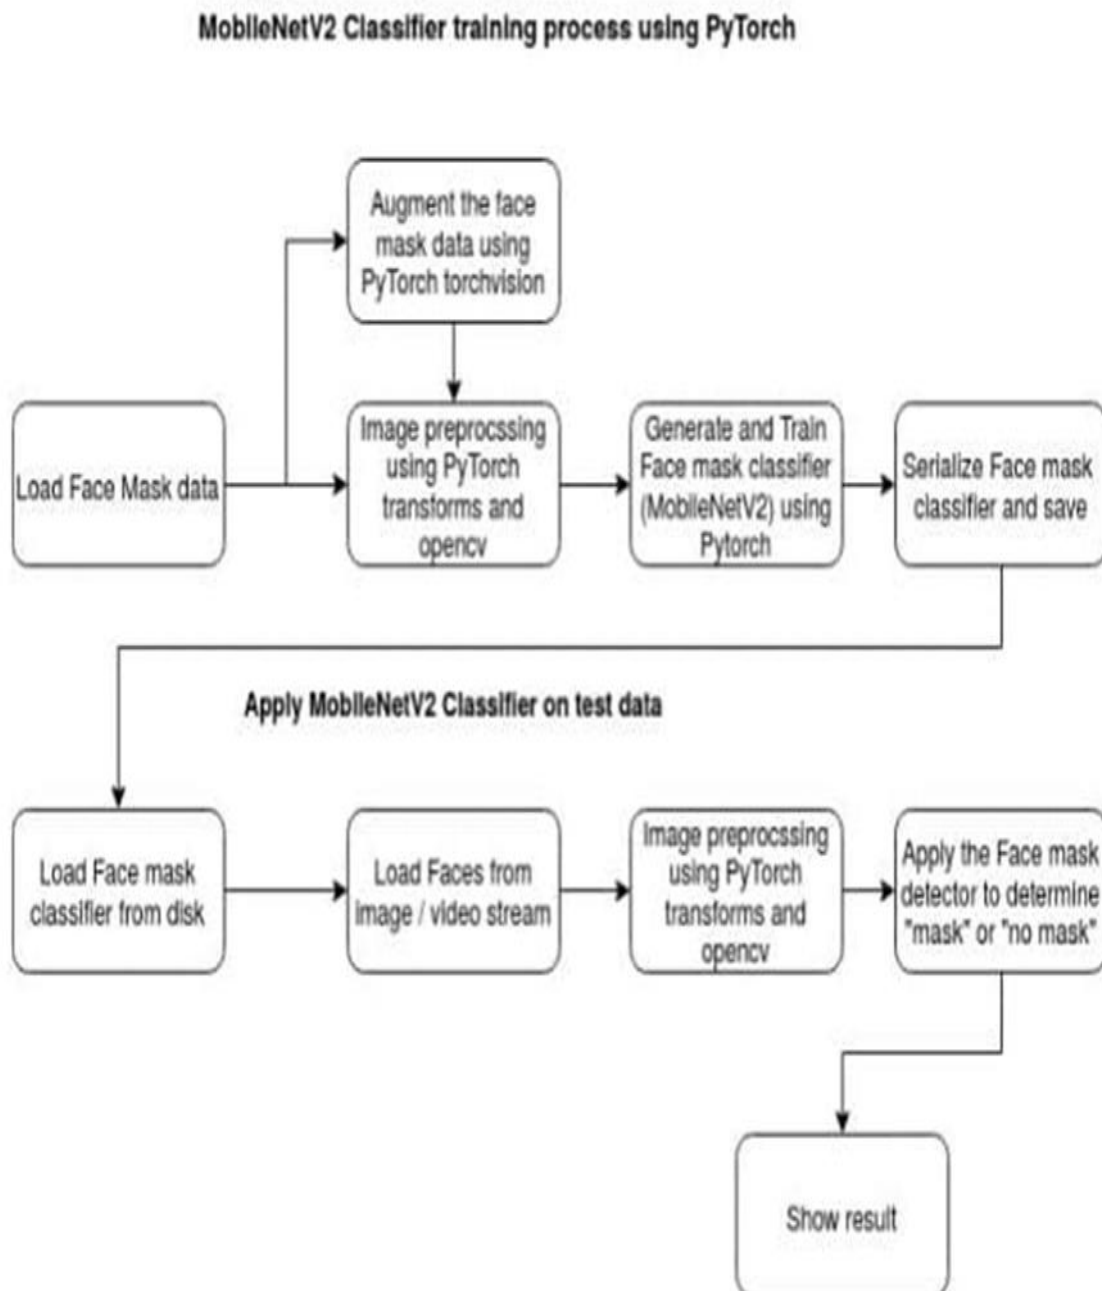 MobileNetV2 Classifier training process using PyTorch
Augment the face
mask data using
PyTorch torchvision
Load Face Mask data
Image preprocssing
using PyTorch
transforms and
opencv
Generate and Train
Face mask classifier
(MobileNetV2) using
Pytorch
Serialize Face mask
classifier and save
Apply MobileNetV2 Classifier on test data
Load Face mask
classifier from disk
Load Faces from
image / video stream
Image preprocssing
using PyTorch
transforms and
opencv
Apply the Face mask
detector to determine
"mask" or "no mask"
Show result